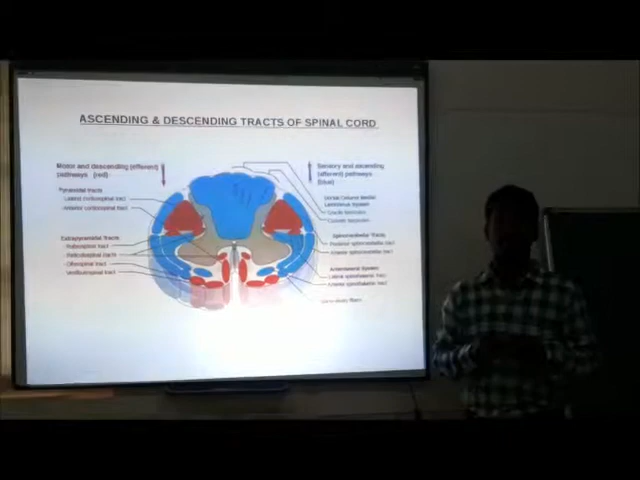 ASCENDING & DESCENDING TRACTS OF SPINAL CORD
Motor and descending (efferent)
pathways (red)
Pyramidal tracts
Lateral corticospinal tract
Anterior corticospinal tract
Extrapyramidal Tracts
Rubrospinal tract
Reticulospinal tract
Olivospinal tract
Vestibulospinal tract
Sensory and ascending
(afferent) pathways
(blue)
Dorsal Column Medial
Lemniscus System
Gracile fasciculus
Cuneate fasciculus
Spinocerebellar Tracts
Posterior spinocerebellar tract
Anterior spinocerebellar tract
Anterolateral System
Lateral spinothalamic tract
Anterior spinothalamic tract